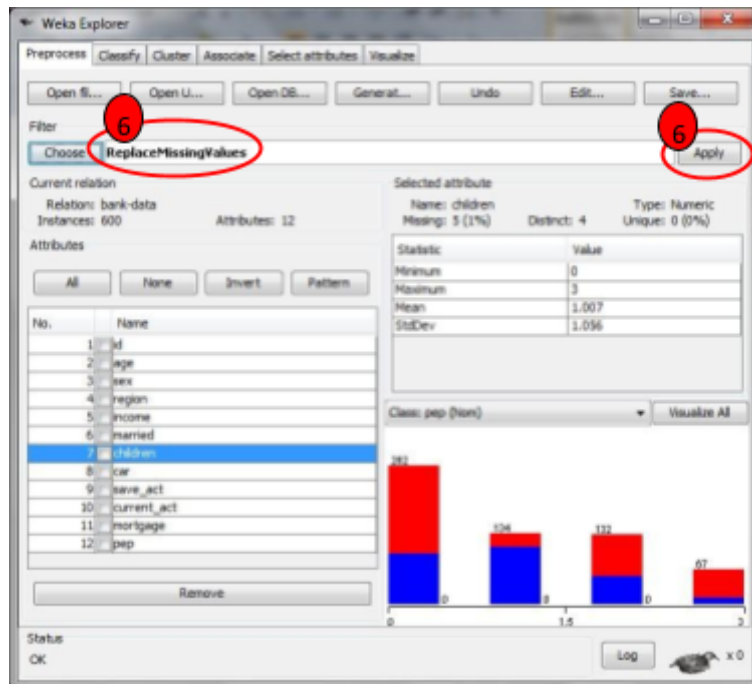 Weka Explorer
Preprocess Classify Cluster Associate Select attributes Visualize
Open fi... Open U... Open DB... Generat... Undo Edit... Save...
Filter
6 6
Choose ReplaceMissingValues Apply
Current relation
Relation: bank-data
Instances: 600 Attributes: 12
Selected attribute
Name: children Type: Numeric
Missing: 5 (1%) Distinct: 4 Unique: 0 (0%)
Attributes
All None Invert Pattern
No. Name
1 id
2 age
3 sex
4 region
5 income
6 married
7 children
8 car
9 save_act
10 current_act
11 mortgage
12 pep
Remove
Statistic Value
Minimum 0
Maximum 3
Mean 1.007
StdDev 1.056
Class: pep (Nom) Visualize All
132
67
0 0 0
0 1.5 3
Status
OK
Log x 0